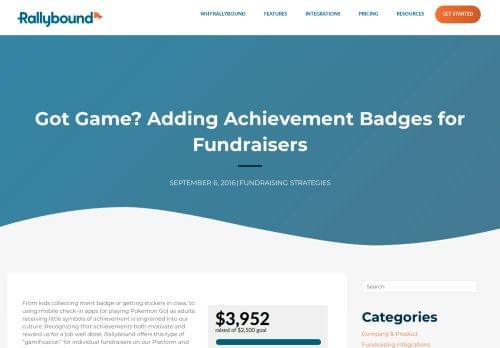 Rallybound
WHY RALLYBOUND
FEATURES
INTEGRATIONS
PRICING
RESOURCES
GET STARTED
Got Game? Adding Achievement Badges for
Fundraisers
SEPTEMBER 6, 2016 | FUNDRAISING STRATEGIES
From kids collecting merit badge or getting stickers in class, to
using mobile check-in apps (or playing Pokemon Go) as adults,
receiving little symbols of achievement is engrained into our
culture. Recognizing that achievements both motivate and
reward us for a job well done, Rallybound offers this type of
"gamification" for individual fundraisers on our Platform and
$3,952
raised of $2,500 goal
Search
Categories
Company & Product
Fundraising Integrations